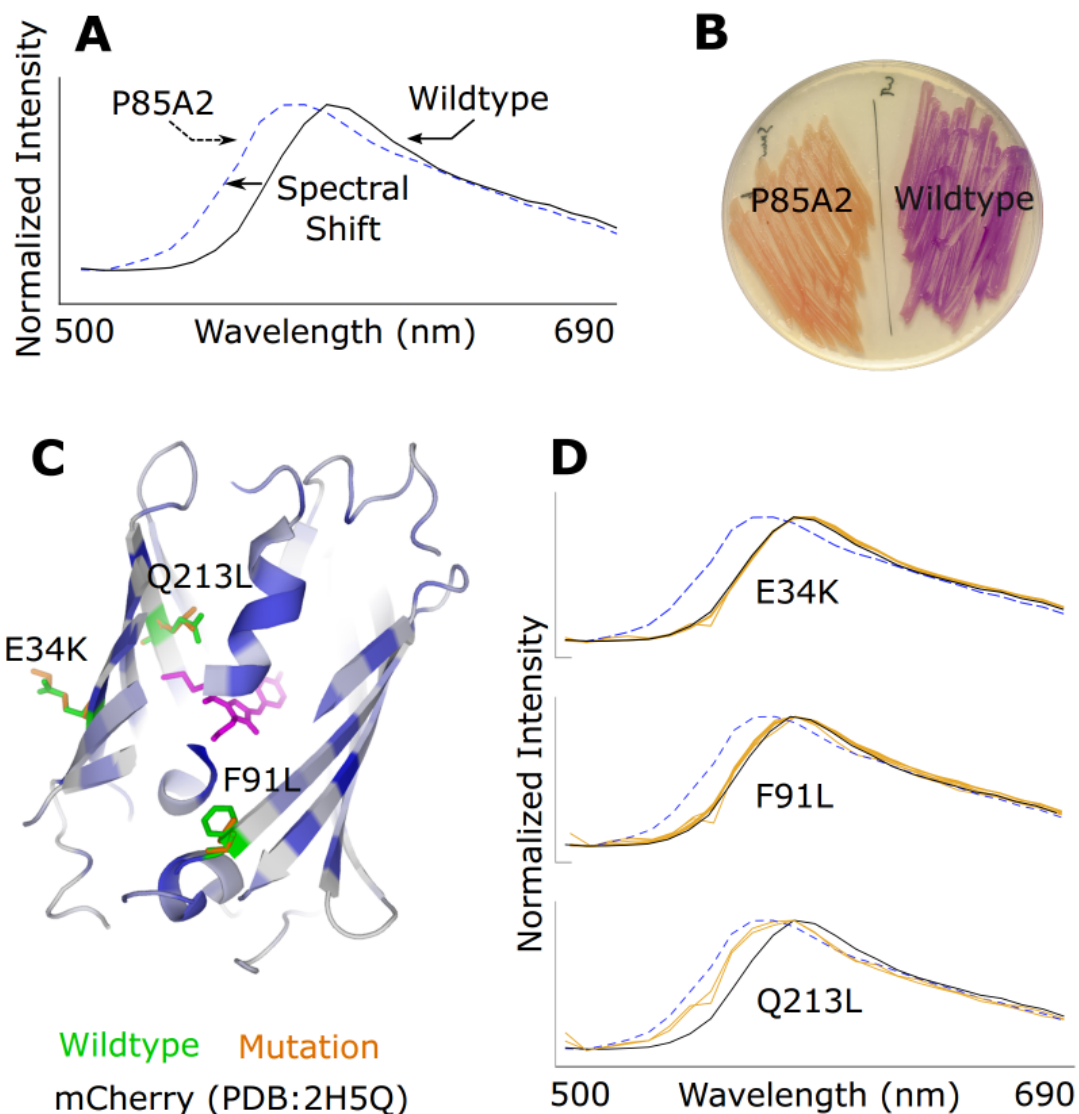 A
Normalized Intensity
P85A2
Wildtype
Spectral
Shift
500
Wavelength (nm)
690
B
P85A2
Wildtype
C
Q213L
E34K
F91L
Wildtype
Mutation
mCherry (PDB:2H5Q)
D
Normalized Intensity
E34K
F91L
Q213L
500
Wavelength (nm)
690